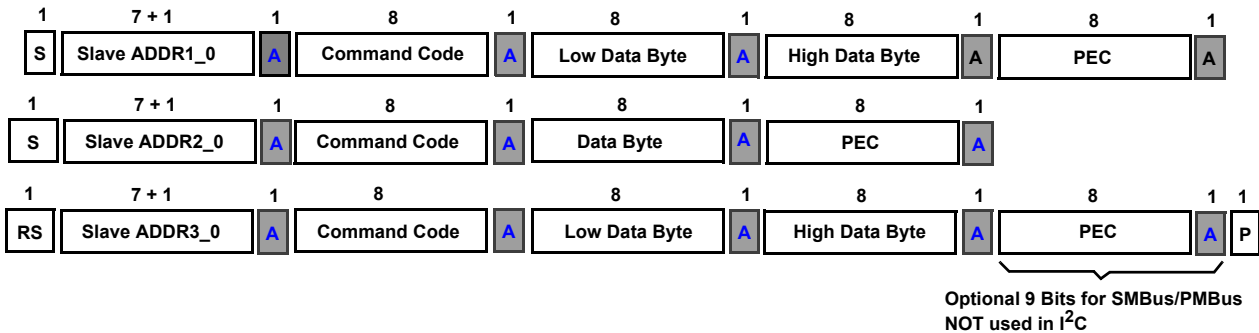 1 7 + 1 1 8 1 8 1 8 1 8 1
S Slave ADDR1_0 A Command Code A Low Data Byte A High Data Byte A PEC A
1 7 + 1 1 8 1 8 1 8 1
S Slave ADDR2_0 A Command Code A Data Byte A PEC A
1 7 + 1 1 8 1 8 1 8 1 8 1 1
RS Slave ADDR3_0 A Command Code A Low Data Byte A High Data Byte A PEC A P
Optional 9 Bits for SMBus/PMBus
NOT used in I²C